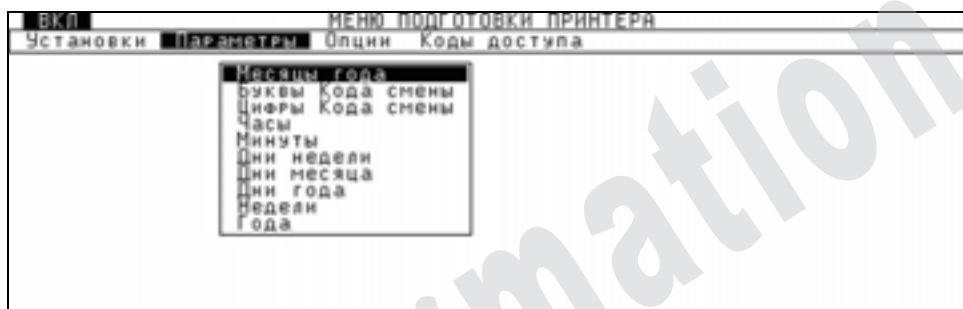 ВКЛ МЕНЮ ПОДГОТОВКИ ПРИНТЕРА
Установки Параметры Опции Коды доступа
Месяцы года
Буквы Кода смены
Цифры Кода смены
Часы
Минуты
Дни недели
Дни месяца
Дни года
Недели
Года
mation